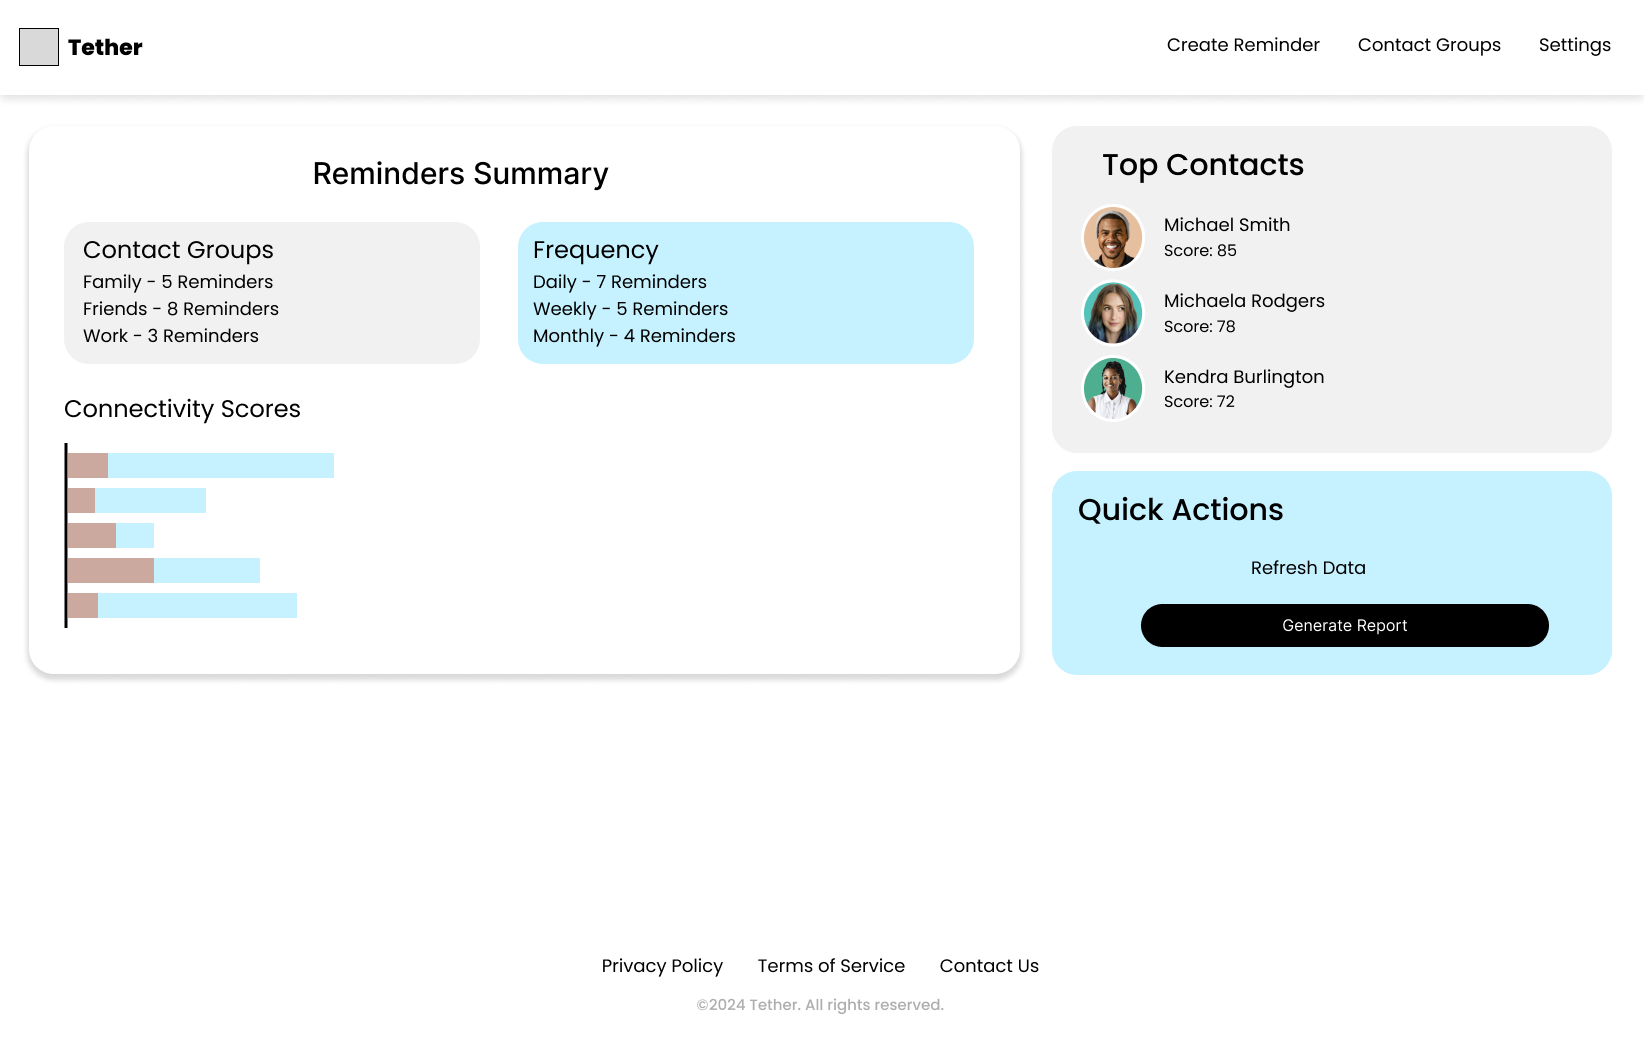 Tether
Create Reminder
Contact Groups
Settings
Reminders Summary
Contact Groups
Family - 5 Reminders
Friends - 8 Reminders
Work - 3 Reminders
Frequency
Daily - 7 Reminders
Weekly - 5 Reminders
Monthly - 4 Reminders
Connectivity Scores
Top Contacts
Michael Smith
Score: 85
Michaela Rodgers
Score: 78
Kendra Burlington
Score: 72
Quick Actions
Refresh Data
Generate Report
Privacy Policy
Terms of Service
Contact Us
©2024 Tether. All rights reserved.